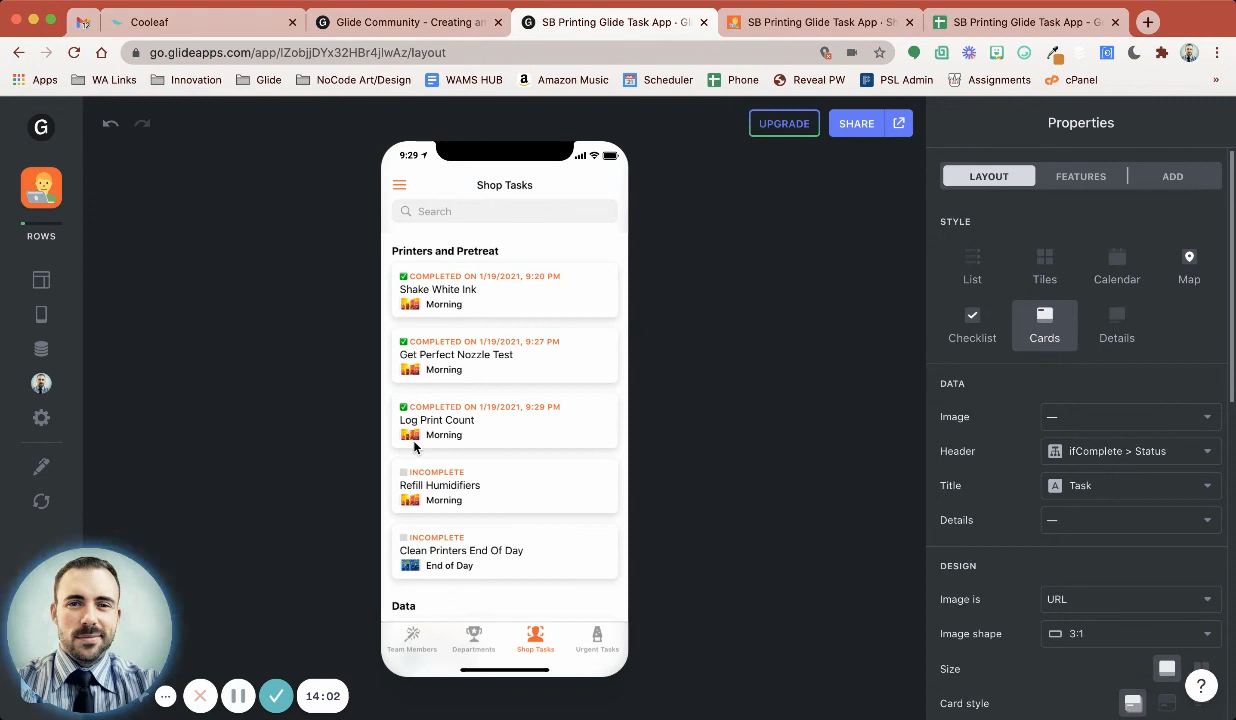 Cooleaf
Glide Community - Creating an
SB Printing Glide Task App - Gl
SB Printing Glide Task App - Sh
SB Printing Glide Task App - G
go.glideapps.com/app/IZobjjDYx32HBr4jlwAz/layout
Apps WA Links Innovation Glide NoCode Art/Design WAMS HUB Amazon Music Scheduler Phone Reveal PW PSL Admin Assignments cPanel »
G
UPGRADE
SHARE
Properties
ROWS
9:29
Shop Tasks
Search
Printers and Pretreat
COMPLETED ON 1/19/2021, 9:20 PM
Shake White Ink
Morning
COMPLETED ON 1/19/2021, 9:27 PM
Get Perfect Nozzle Test
Morning
COMPLETED ON 1/19/2021, 9:29 PM
Log Print Count
Morning
INCOMPLETE
Refill Humidifiers
Morning
INCOMPLETE
Clean Printers End Of Day
End of Day
Data
Team Members Departments Shop Tasks Urgent Tasks
LAYOUT FEATURES ADD
STYLE
List Tiles Calendar Map
Checklist Cards Details
DATA
Image —
Header ifComplete > Status
Title A Task
Details —
DESIGN
Image is URL
Image shape 3:1
Size
Card style
?
14:02